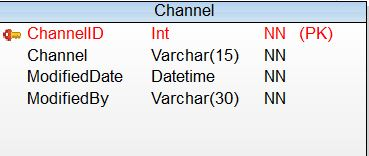 Channel
ChannelID Int NN (PK)
Channel Varchar(15) NN
ModifiedDate Datetime NN
ModifiedBy Varchar(30) NN